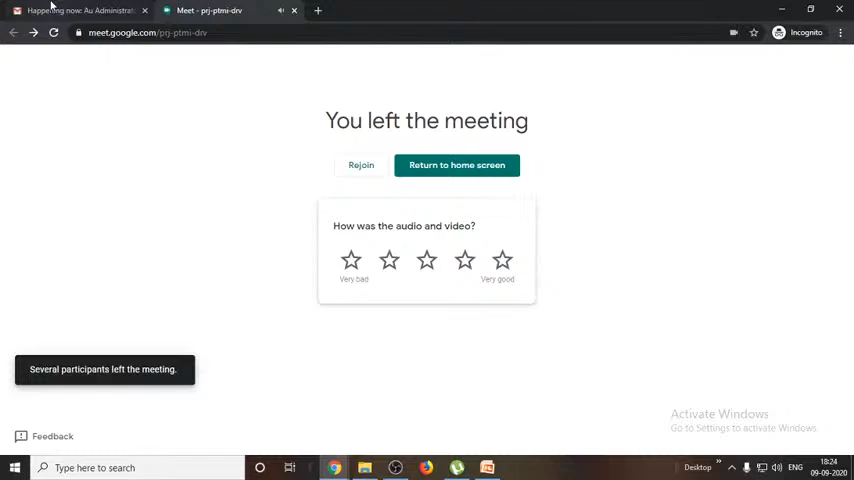 Happening now: Au Administrat
Meet - prj-ptmi-drv
meet.google.com/prj-ptmi-drv
Incognito
You left the meeting
Rejoin
Return to home screen
How was the audio and video?
Very bad
Very good
Several participants left the meeting.
Feedback
Activate Windows
Go to Settings to activate Windows.
Type here to search
Desktop
ENG
18:24
09-09-2020